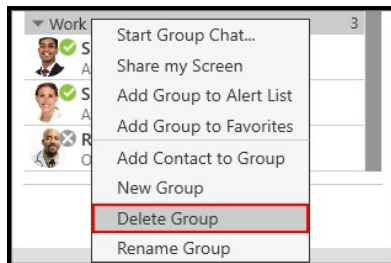 Work 3
Start Group Chat...
S
A
Share my Screen
S
Add Group to Alert List
A
Add Group to Favorites
R
O
Add Contact to Group
New Group
Delete Group
Rename Group